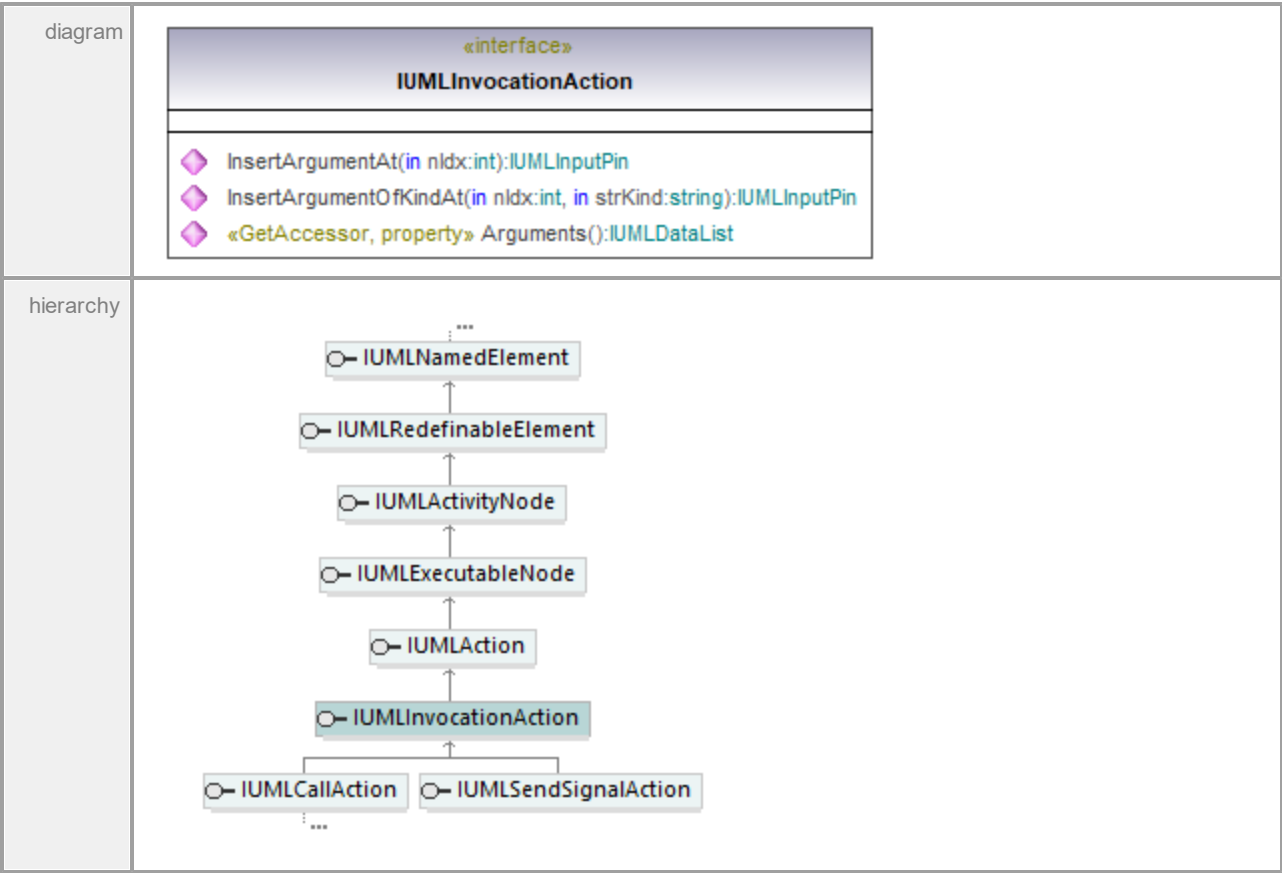 diagram
«interface»
IUMLInvocationAction
InsertArgumentAt(in nIdx:int):IUMLInputPin
InsertArgumentOfKindAt(in nIdx:int, in strKind:string):IUMLInputPin
«GetAccessor, property» Arguments():IUMLDataList
hierarchy
...
IUMLNamedElement
IUMLRedefinableElement
IUMLActivityNode
IUMLExecutableNode
IUMLAction
IUMLInvocationAction
IUMLCallAction IUMLSendSignalAction
...